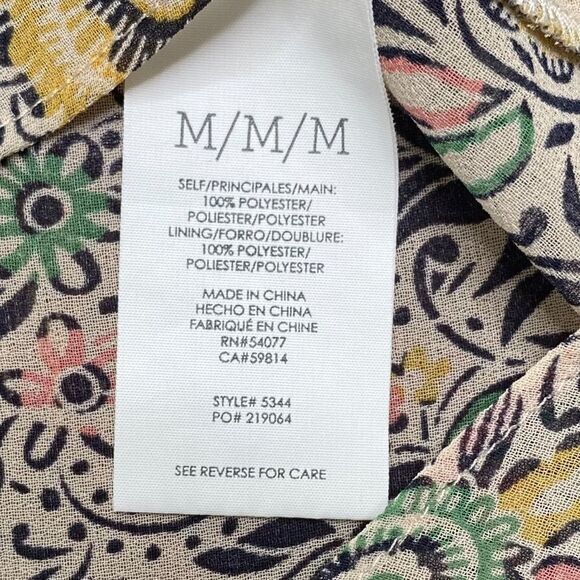 M/M/M
SELF/PRINCIPALES/MAIN:
100% POLYESTER/
POLIESTER/POLYESTER
LINING/FORRO/DOUBLURE:
100% POLYESTER/
POLIESTER/POLYESTER
MADE IN CHINA
HECHO EN CHINA
FABRIQUÉ EN CHINE
RN#54077
CA#59814
STYLE# 5344
PO# 219064
SEE REVERSE FOR CARE